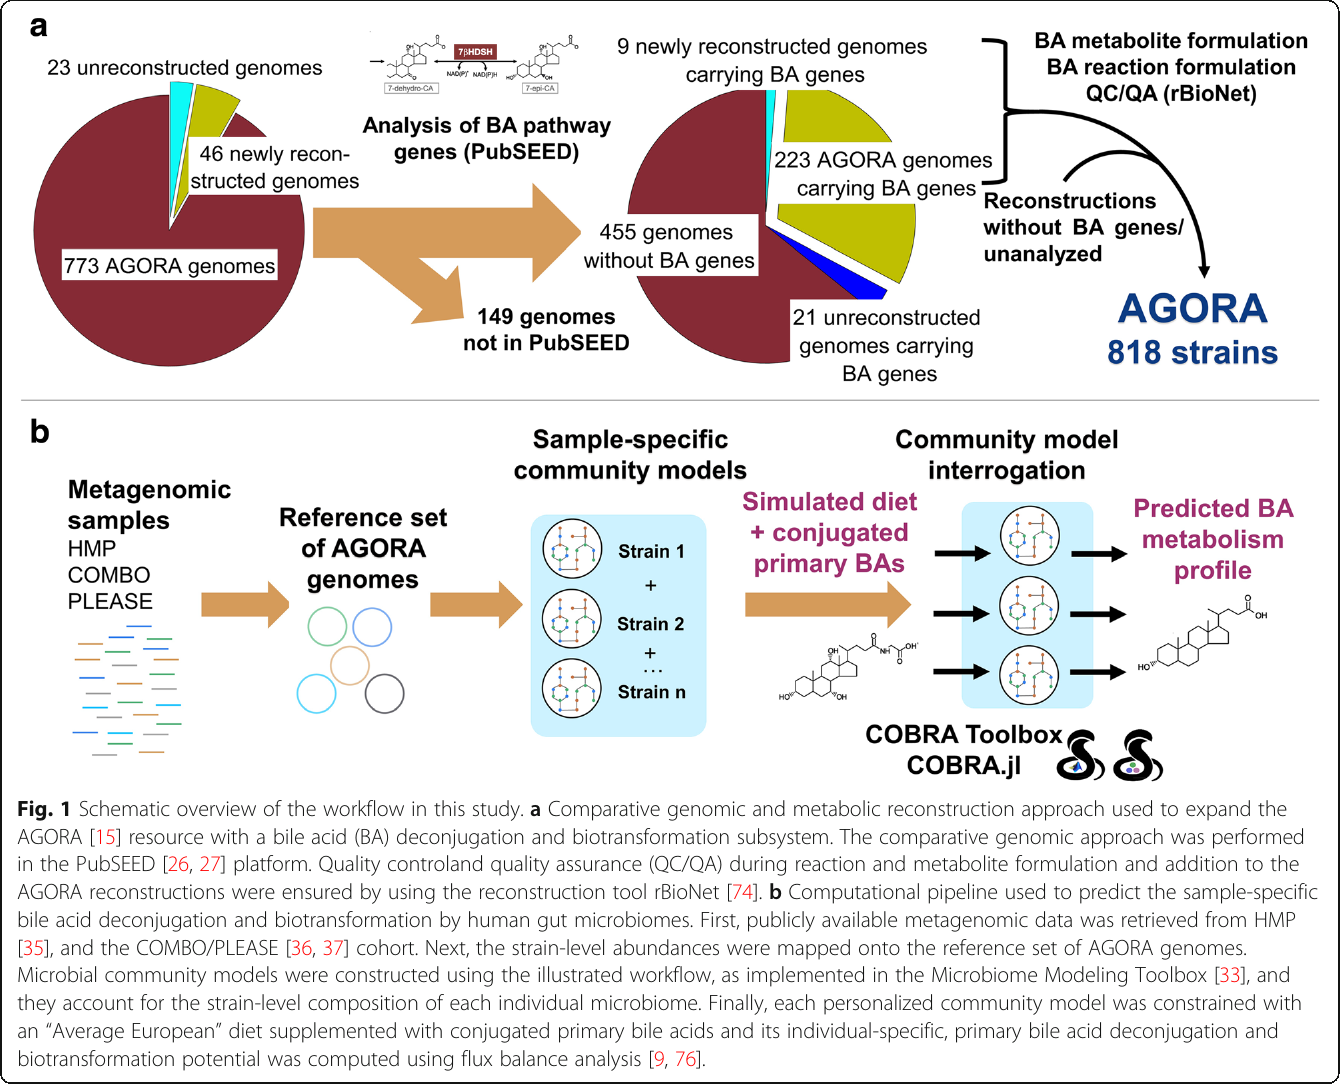 a
23 unreconstructed genomes
46 newly recon-
structed genomes
773 AGORA genomes
OH
O
O
O
7βHDSH
NAD(P)+
NAD(P)H
7-dehydro-CA
OH
O
O
HO
OH
7-epi-CA
Analysis of BA pathway
genes (PubSEED)
149 genomes
not in PubSEED
9 newly reconstructed genomes
carrying BA genes
223 AGORA genomes
carrying BA genes
455 genomes
without BA genes
21 unreconstructed
genomes carrying
BA genes
BA metabolite formulation
BA reaction formulation
QC/QA (rBioNet)
Reconstructions
without BA genes/
unanalyzed
AGORA
818 strains
b
Metagenomic
samples
HMP
COMBO
PLEASE
Reference set
of AGORA
genomes
Sample-specific
community models
Strain 1
+
Strain 2
+
...
Strain n
Simulated diet
+ conjugated
primary BAs
O
OH
NH
OH
O
HO
OH
Community model
interrogation
COBRA Toolbox
COBRA.jl
Predicted BA
metabolism
profile
O
OH
HO
Fig. 1 Schematic overview of the workflow in this study. a Comparative genomic and metabolic reconstruction approach used to expand the
AGORA [15] resource with a bile acid (BA) deconjugation and biotransformation subsystem. The comparative genomic approach was performed
in the PubSEED [26, 27] platform. Quality controland quality assurance (QC/QA) during reaction and metabolite formulation and addition to the
AGORA reconstructions were ensured by using the reconstruction tool rBioNet [74]. b Computational pipeline used to predict the sample-specific
bile acid deconjugation and biotransformation by human gut microbiomes. First, publicly available metagenomic data was retrieved from HMP
[35], and the COMBO/PLEASE [36, 37] cohort. Next, the strain-level abundances were mapped onto the reference set of AGORA genomes.
Microbial community models were constructed using the illustrated workflow, as implemented in the Microbiome Modeling Toolbox [33], and
they account for the strain-level composition of each individual microbiome. Finally, each personalized community model was constrained with
an “Average European” diet supplemented with conjugated primary bile acids and its individual-specific, primary bile acid deconjugation and
biotransformation potential was computed using flux balance analysis [9, 76].